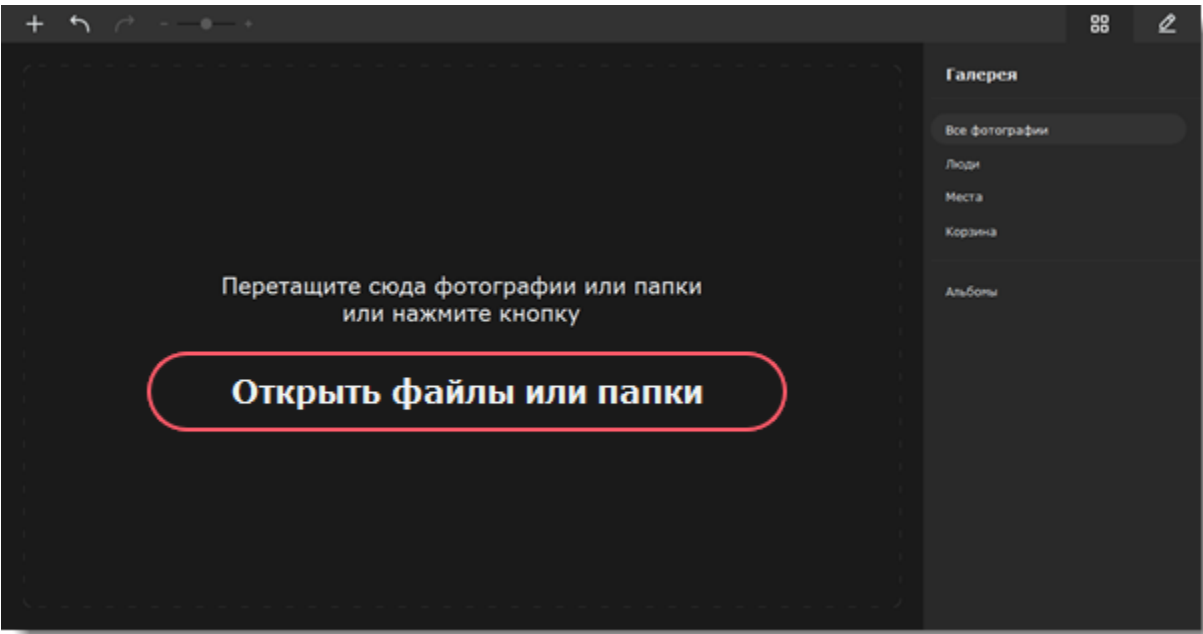 Галерея
Все фотографии
Люди
Места
Корзина
Альбомы
Перетащите сюда фотографии или папки
или нажмите кнопку
Открыть файлы или папки